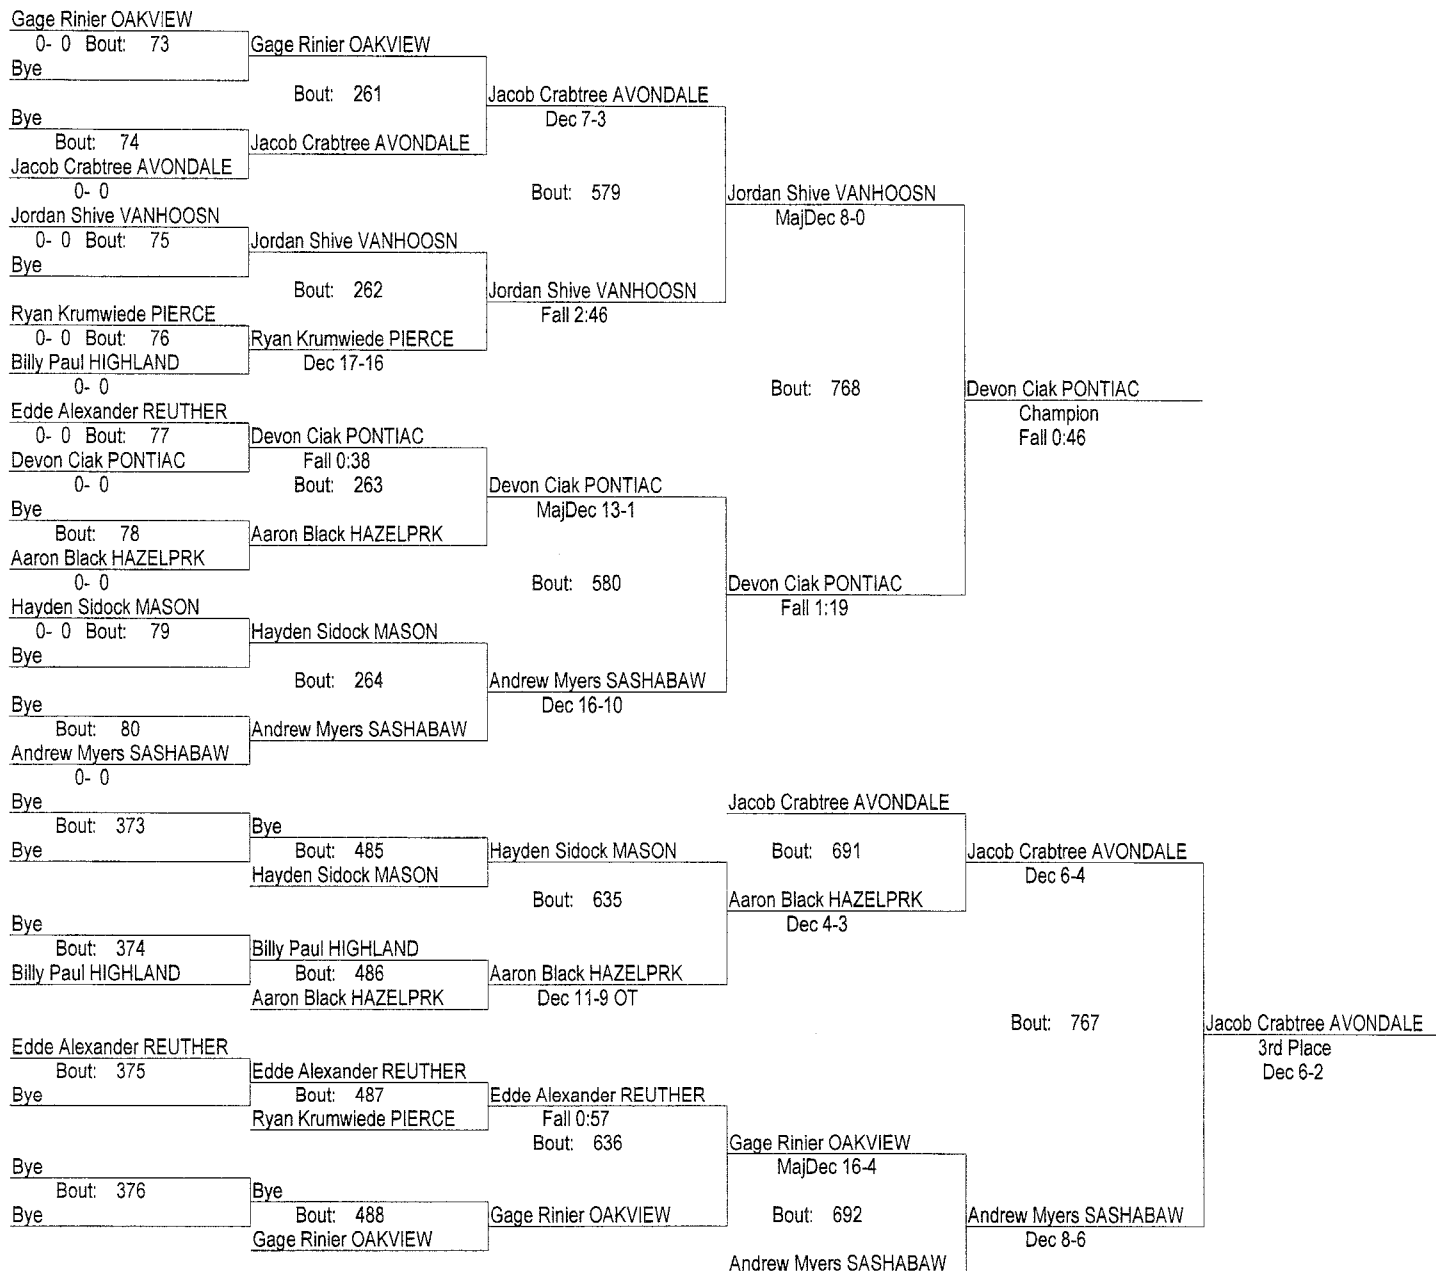 Gage Rinier OAKVIEW
0- 0 Bout: 73
Bye
Gage Rinier OAKVIEW
Bout: 261
Bye
Bout: 74
Jacob Crabtree AVONDALE
0- 0
Jacob Crabtree AVONDALE
Jacob Crabtree AVONDALE
Dec 7-3
Bout: 579
Jordan Shive VANHOOSN
0- 0 Bout: 75
Bye
Jordan Shive VANHOOSN
Bout: 262
Ryan Krumwiede PIERCE
0- 0 Bout: 76
Billy Paul HIGHLAND
0- 0
Ryan Krumwiede PIERCE
Dec 17-16
Jordan Shive VANHOOSN
Fall 2:46
Jordan Shive VANHOOSN
MajDec 8-0
Bout: 768
Edde Alexander REUTHER
0- 0 Bout: 77
Devon Ciak PONTIAC
0- 0
Devon Ciak PONTIAC
Fall 0:38
Bout: 263
Bye
Bout: 78
Aaron Black HAZELPRK
0- 0
Aaron Black HAZELPRK
Devon Ciak PONTIAC
MajDec 13-1
Bout: 580
Hayden Sidock MASON
0- 0 Bout: 79
Bye
Hayden Sidock MASON
Bout: 264
Bye
Bout: 80
Andrew Myers SASHABAW
0- 0
Andrew Myers SASHABAW
Andrew Myers SASHABAW
Dec 16-10
Devon Ciak PONTIAC
Fall 1:19
Devon Ciak PONTIAC
Champion
Fall 0:46
Bye
Bout: 373
Bye
Bye
Bout: 485
Hayden Sidock MASON
Hayden Sidock MASON
Bout: 635
Bye
Bout: 374
Billy Paul HIGHLAND
Billy Paul HIGHLAND
Bout: 486
Aaron Black HAZELPRK
Aaron Black HAZELPRK
Dec 11-9 OT
Jacob Crabtree AVONDALE
Bout: 691
Aaron Black HAZELPRK
Dec 4-3
Jacob Crabtree AVONDALE
Dec 6-4
Bout: 767
Edde Alexander REUTHER
Bout: 375
Bye
Edde Alexander REUTHER
Bout: 487
Ryan Krumwiede PIERCE
Edde Alexander REUTHER
Fall 0:57
Bout: 636
Bye
Bout: 376
Bye
Bye
Bout: 488
Gage Rinier OAKVIEW
Gage Rinier OAKVIEW
Gage Rinier OAKVIEW
MajDec 16-4
Bout: 692
Andrew Myers SASHABAW
Andrew Myers SASHABAW
Dec 8-6
Jacob Crabtree AVONDALE
3rd Place
Dec 6-2